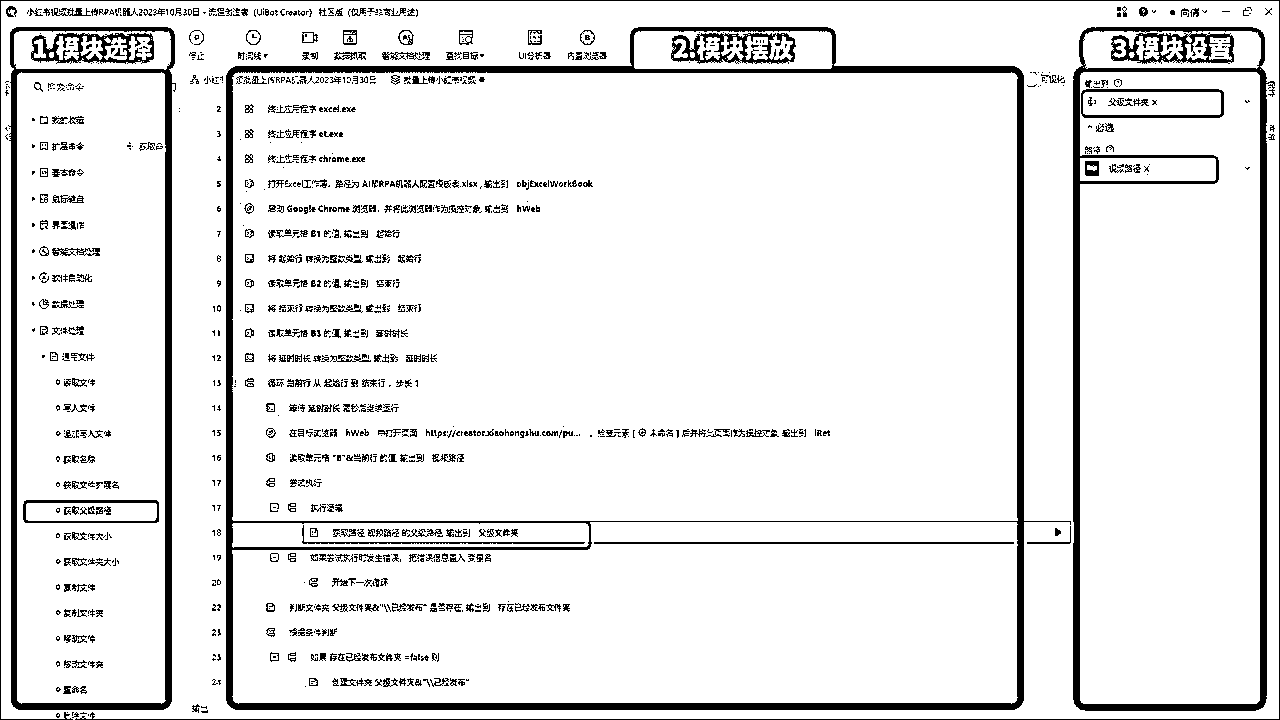 小红书视频批量上传RPA机器人2023年10月30日 - 流程创造者（UiBot Creator） 社区版（仅用于非商业用途）
1.模块选择
停止
时间线
录制
数据抓取
智能文档处理
查找目标
2.模块摆放
UI分析器
内置浏览器
3.模块设置
批量上传RPA机器人2023年10月30日
批量上传小红书视频
可视化
搜索命令
我的收藏
扩展命令
基本命令
鼠标键盘
界面操作
智能文档处理
软件自动化
数据处理
文件处理
通用文件
读取文件
写入文件
追加写入文件
获取名称
获取文件扩展名
获取父级路径
获取文件大小
获取文件夹大小
复制文件
复制文件夹
移动文件
移动文件夹
重命名
删除文件
2 终止应用程序 excel.exe
3 终止应用程序 et.exe
4 终止应用程序 chrome.exe
5 打开Excel工作簿，路径为 AI帮RPA机器人配置模板表.xlsx , 输出到 objExcelWorkBook
6 启动 Google Chrome 浏览器，并将此浏览器作为操控对象, 输出到 hWeb
7 读取单元格 B1 的值, 输出到 起始行
8 将 起始行 转换为整数类型, 输出到 起始行
9 读取单元格 B2 的值, 输出到 结束行
10 将 结束行 转换为整数类型, 输出到 结束行
11 读取单元格 B3 的值, 输出到 延时时长
12 将 延时时长 转换为整数类型, 输出到 延时时长
13 循环 当前行 从 起始行 到 结束行 ，步长 1
14 等待 延时时长 毫秒后继续运行
15 在目标浏览器 hWeb 中打开页面 https://creator.xiaohongshu.com/pu... ，检查元素 [ 未命名 ] 后并将此页面作为操控对象, 输出到 iRet
16 读取单元格 "B"&当前行 的值, 输出到 视频路径
17 尝试执行
17 执行逻辑
18 获取路径 视频路径 的父级路径, 输出到 父级文件夹
19 如果尝试执行时发生错误，把错误信息置入 变量名
20 开始下一次循环
22 判断文件夹 父级文件夹&"\\已经发布" 是否存在, 输出到 存在已经发布文件夹
23 根据条件判断
23 如果 存在已经发布文件夹 =false 则
24 创建文件夹 父级文件夹&"\\已经发布"
输出
输出到
父级文件夹
必选
路径
视频路径